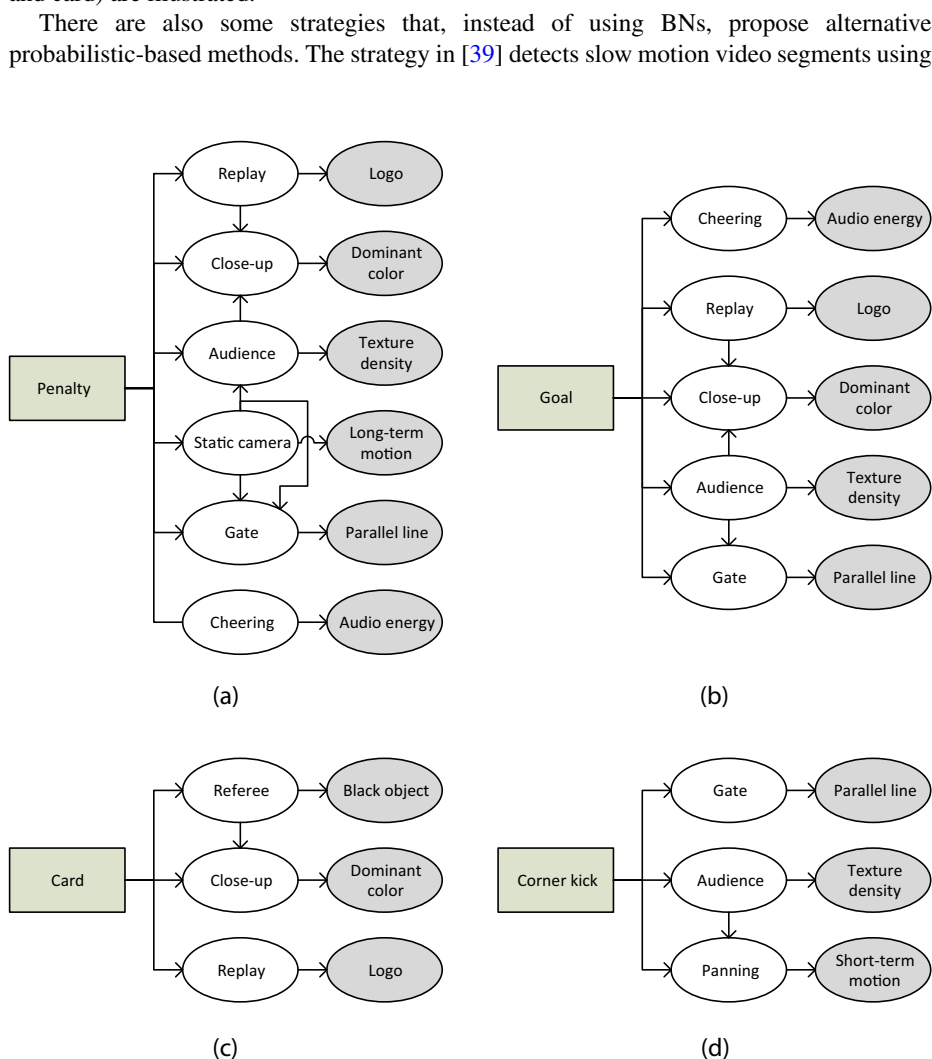 and card) are illustrated.
There are also some strategies that, instead of using BNs, propose alternative
probabilistic-based methods. The strategy in [39] detects slow motion video segments using
Penalty
Replay
Logo
Close-up
Dominant
color
Audience
Texture
density
Static camera
Long-term
motion
Gate
Parallel line
Cheering
Audio energy
(a)
Goal
Cheering
Audio energy
Replay
Logo
Close-up
Dominant
color
Audience
Texture
density
Gate
Parallel line
(b)
Card
Referee
Black object
Close-up
Dominant
color
Replay
Logo
(c)
Corner kick
Gate
Parallel line
Audience
Texture
density
Panning
Short-term
motion
(d)